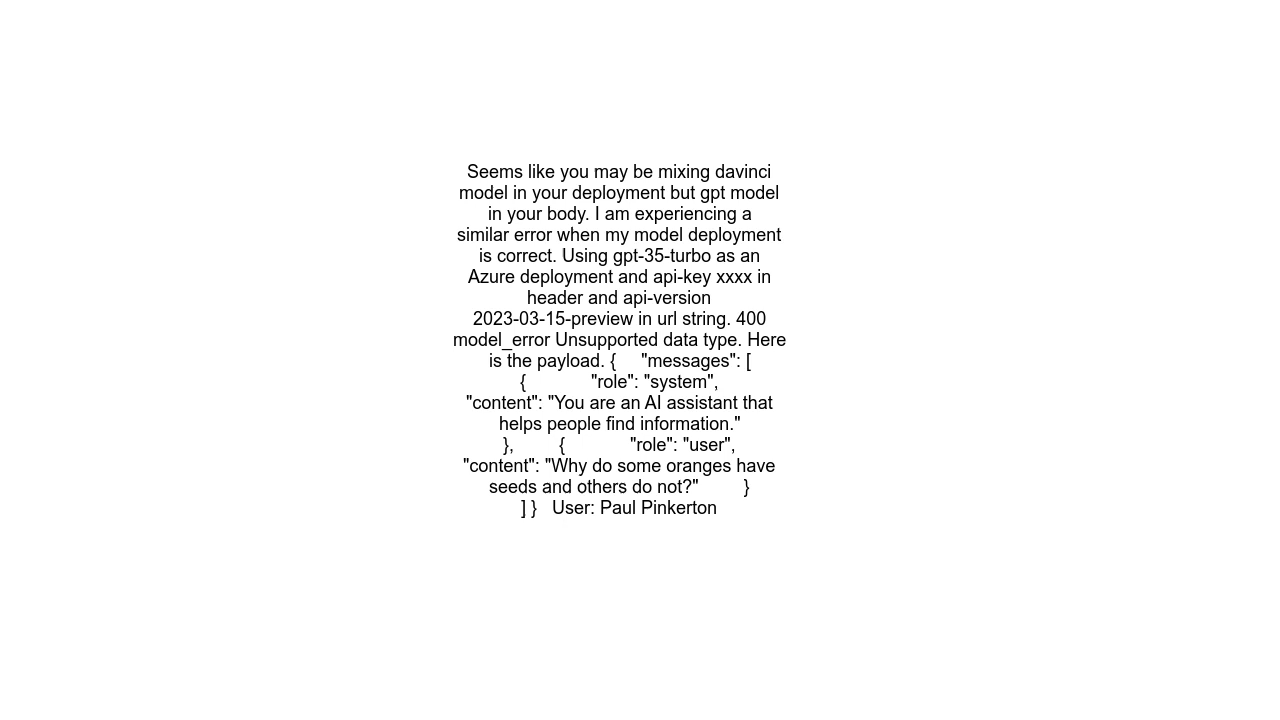 Seems like you may be mixing davinci
model in your deployment but gpt model
in your body. I am experiencing a
similar error when my model deployment
is correct. Using gpt-35-turbo as an
Azure deployment and api-key xxxx in
header and api-version
2023-03-15-preview in url string. 400
model_error Unsupported data type. Here
is the payload. {     "messages": [
{             "role": "system",
"content": "You are an AI assistant that
helps people find information."
},         {             "role": "user",
"content": "Why do some oranges have
seeds and others do not?"         }
] }   User: Paul Pinkerton